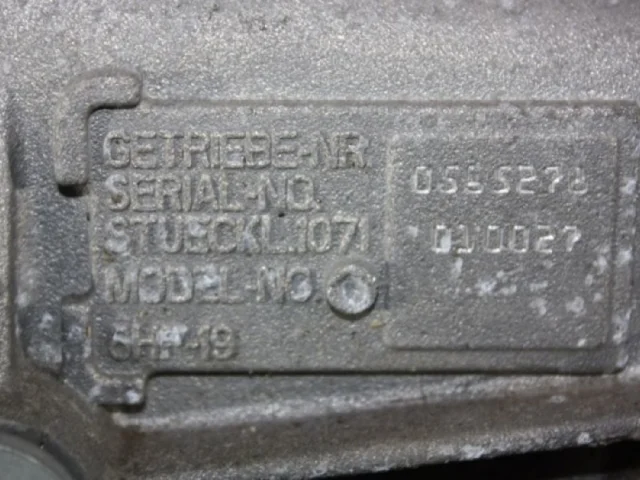 GETRIEBE-NR.
SERIAL-NO. 0565278
STUECKL.1071 010027
MODEL-NO.
6HP-19